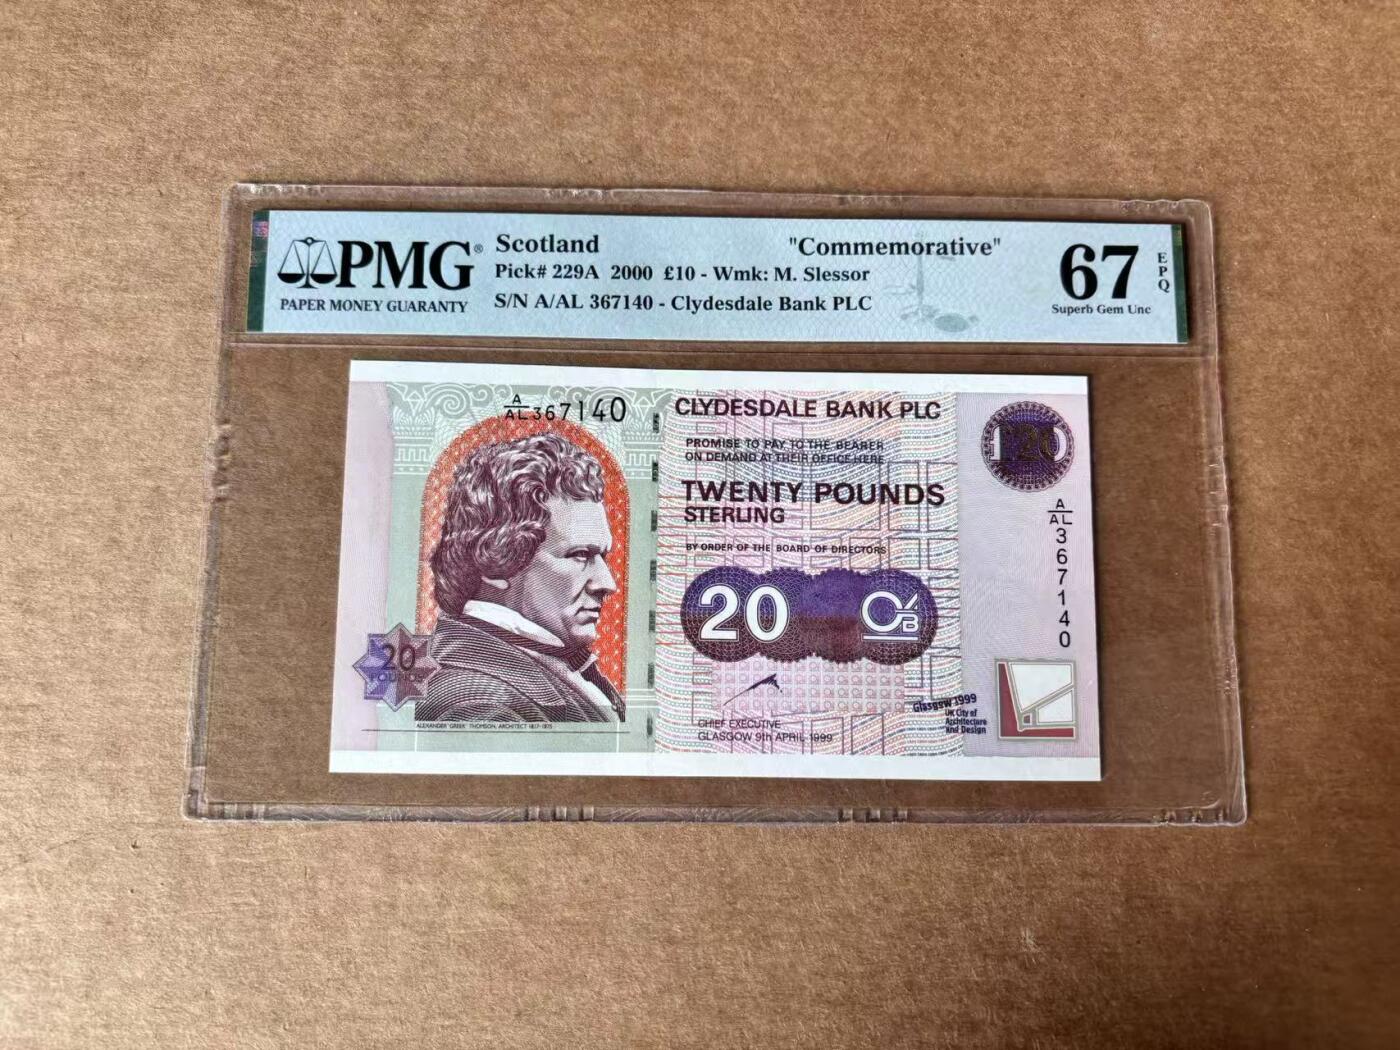 PMG®
PAPER MONEY GUARANTY
Scotland "Commemorative"
Pick# 229A 2000 £10 - Wmk: M. Slessor
S/N A/AL 367140 - Clydesdale Bank PLC
67
EPQ
Superb Gem Unc
A/AL 367140
CLYDESDALE BANK PLC
PROMISE TO PAY TO THE BEARER
ON DEMAND AT THEIR OFFICE HERE
TWENTY POUNDS
STERLING
BY ORDER OF THE BOARD OF DIRECTORS
20 CB
CHIEF EXECUTIVE
GLASGOW 9th APRIL 1999
20
POUNDS
ALEXANDER 'GREEK' THOMSON, ARCHITECT 1817-1875
£20
A/AL 367140
Glasgow 1999
UK City of
Architecture
and Design